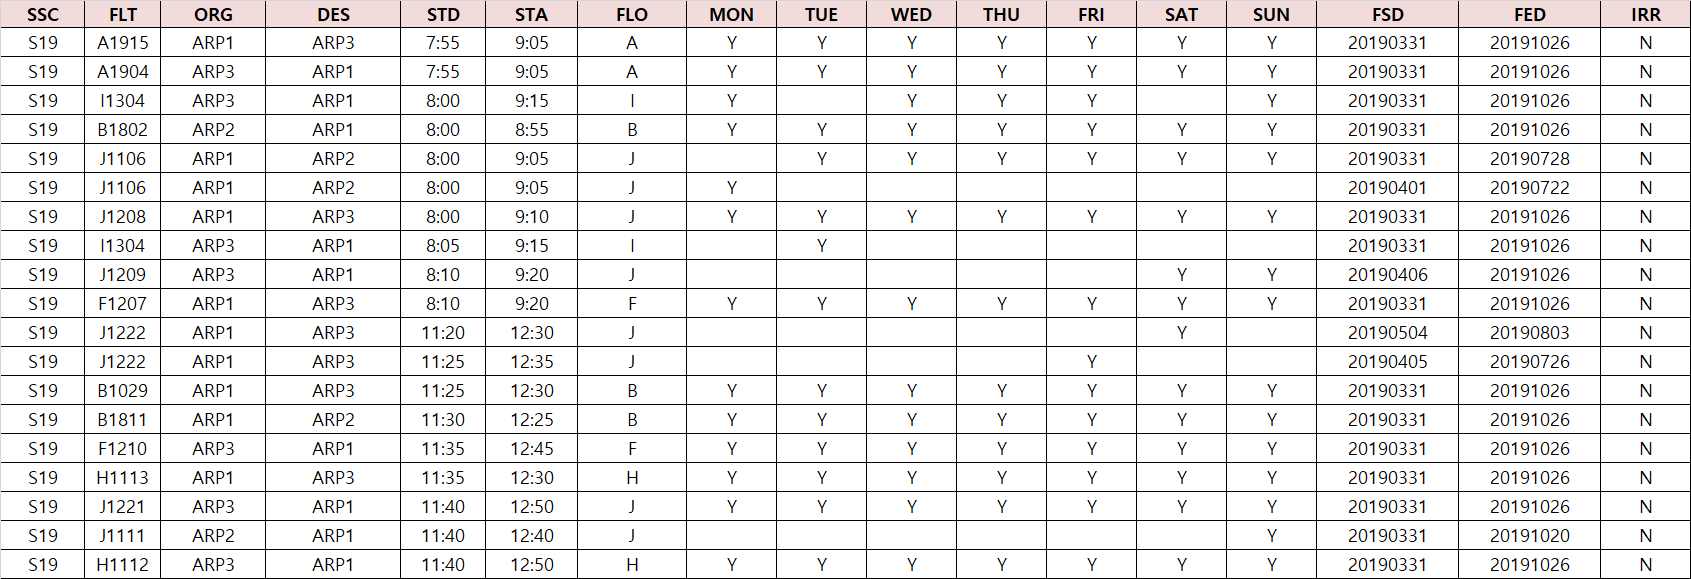 SSC FLT ORG DES STD STA FLO MON TUE WED THU FRI SAT SUN FSD FED IRR
S19 A1915 ARP1 ARP3 7:55 9:05 A Y Y Y Y Y Y Y 20190331 20191026 N
S19 A1904 ARP3 ARP1 7:55 9:05 A Y Y Y Y Y Y Y 20190331 20191026 N
S19 I1304 ARP3 ARP1 8:00 9:15 I Y Y Y Y Y 20190331 20191026 N
S19 B1802 ARP2 ARP1 8:00 8:55 B Y Y Y Y Y Y Y 20190331 20191026 N
S19 J1106 ARP1 ARP2 8:00 9:05 J Y Y Y Y Y Y 20190331 20190728 N
S19 J1106 ARP1 ARP2 8:00 9:05 J Y 20190401 20190722 N
S19 J1208 ARP1 ARP3 8:00 9:10 J Y Y Y Y Y Y Y 20190331 20191026 N
S19 I1304 ARP3 ARP1 8:05 9:15 I Y 20190331 20191026 N
S19 J1209 ARP3 ARP1 8:10 9:20 J Y Y 20190406 20191026 N
S19 F1207 ARP1 ARP3 8:10 9:20 F Y Y Y Y Y Y Y 20190331 20191026 N
S19 J1222 ARP1 ARP3 11:20 12:30 J Y 20190504 20190803 N
S19 J1222 ARP1 ARP3 11:25 12:35 J Y 20190405 20190726 N
S19 B1029 ARP1 ARP3 11:25 12:30 B Y Y Y Y Y Y Y 20190331 20191026 N
S19 B1811 ARP1 ARP2 11:30 12:25 B Y Y Y Y Y Y Y 20190331 20191026 N
S19 F1210 ARP3 ARP1 11:35 12:45 F Y Y Y Y Y Y Y 20190331 20191026 N
S19 H1113 ARP1 ARP3 11:35 12:30 H Y Y Y Y Y Y Y 20190331 20191026 N
S19 J1221 ARP3 ARP1 11:40 12:50 J Y Y Y Y Y Y Y 20190331 20191026 N
S19 J1111 ARP2 ARP1 11:40 12:40 J Y 20190331 20191020 N
S19 H1112 ARP3 ARP1 11:40 12:50 H Y Y Y Y Y Y Y 20190331 20191026 N